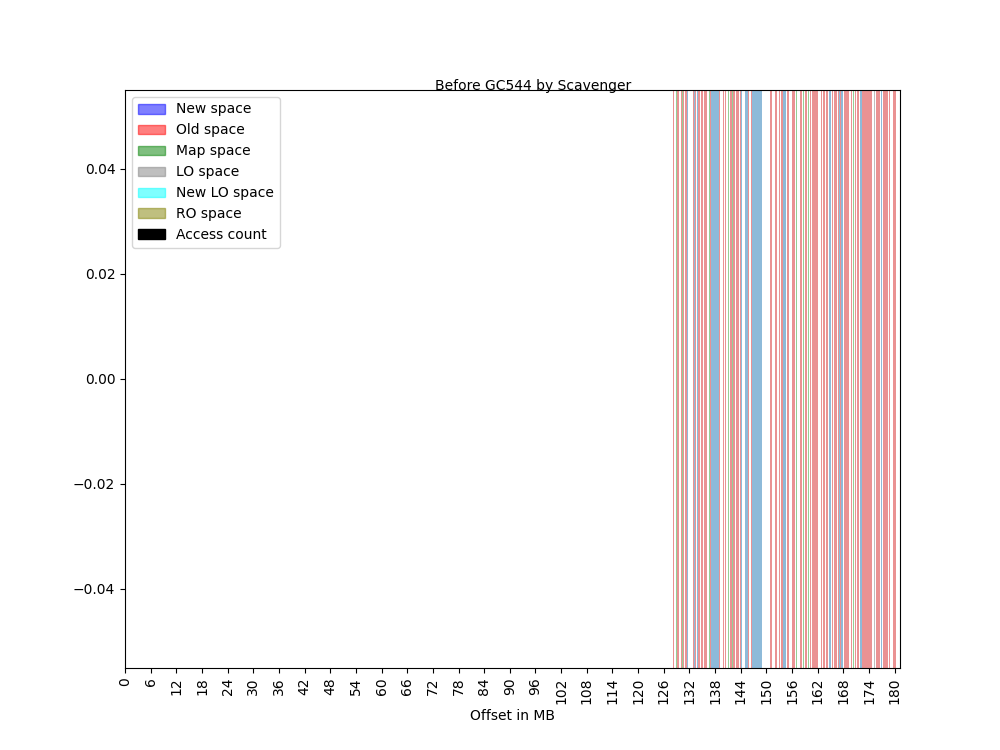 Before GC544 by Scavenger
New space
Old space
Map space
LO space
New LO space
RO space
Access count
0.04
0.02
0.00
−0.02
−0.04
0 6 12 18 24 30 36 42 48 54 60 66 72 78 84 90 96 102 108 114 120 126 132 138 144 150 156 162 168 174 180
Offset in MB